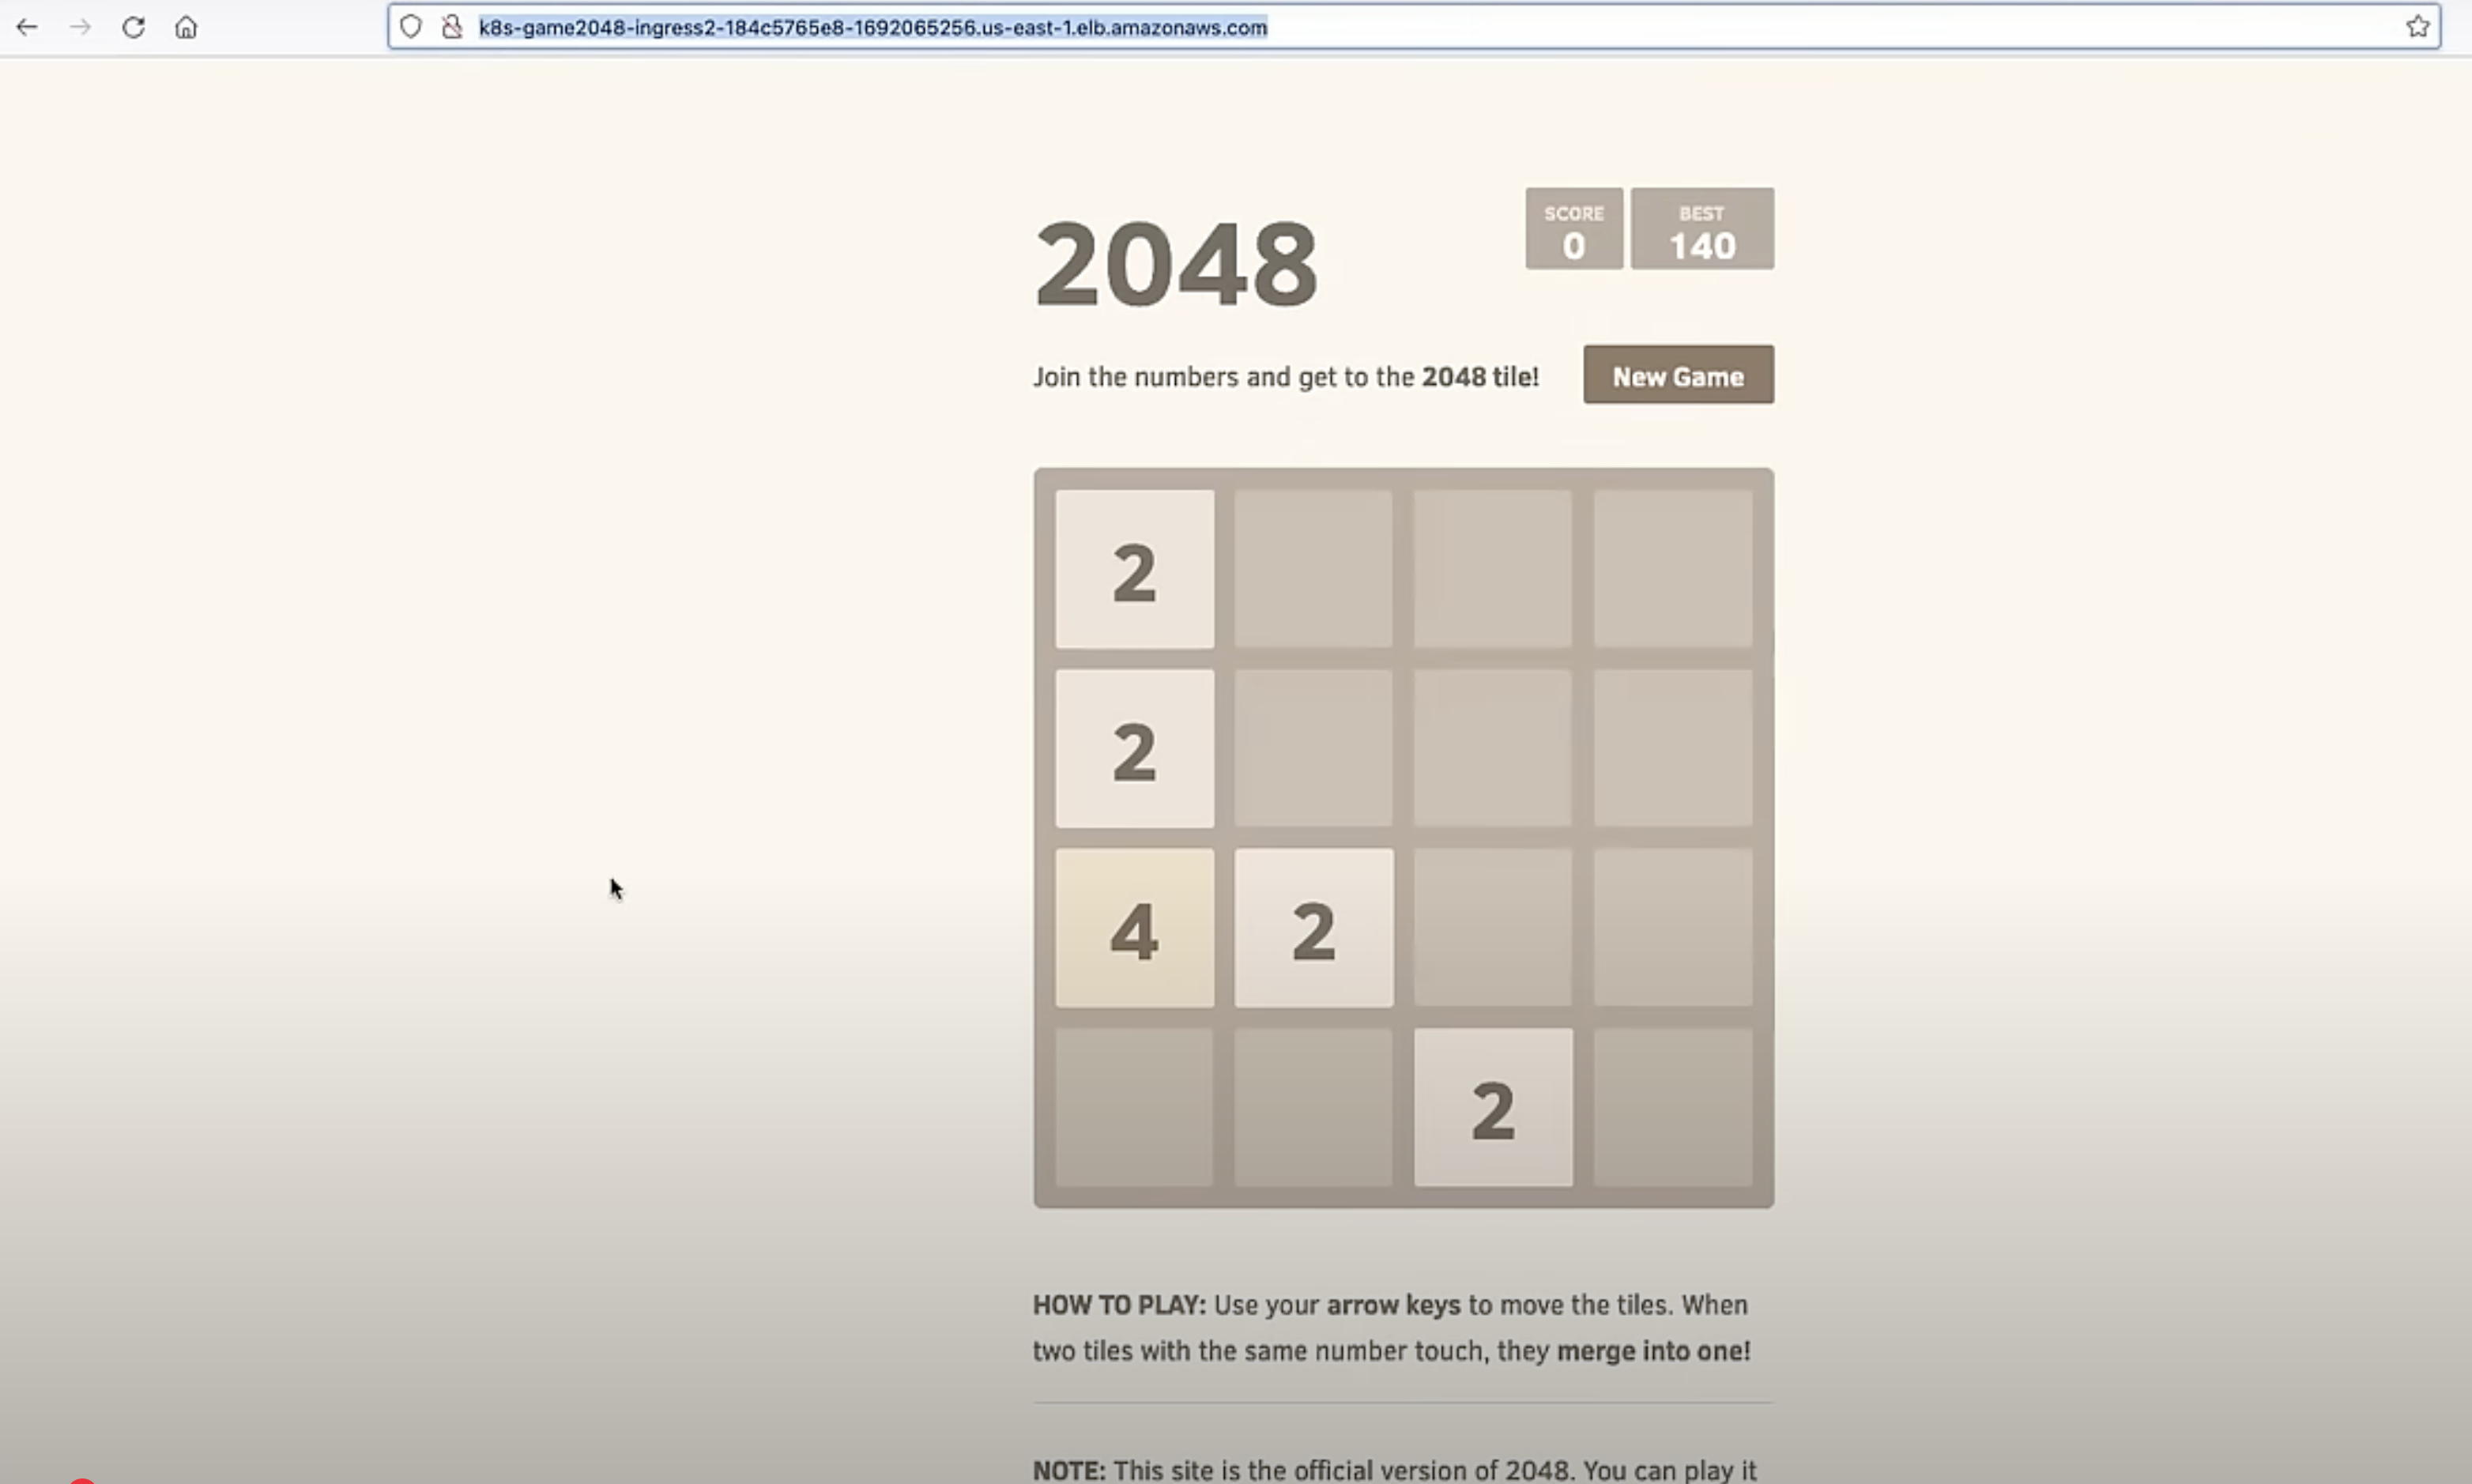 k8s-game2048-ingress2-184c5765e8-1692065256.us-east-1.elb.amazonaws.com
2048
SCORE
0
BEST
140
Join the numbers and get to the 2048 tile!
New Game
2
2
4 2
2
HOW TO PLAY: Use your arrow keys to move the tiles. When
two tiles with the same number touch, they merge into one!
NOTE: This site is the official version of 2048. You can play it